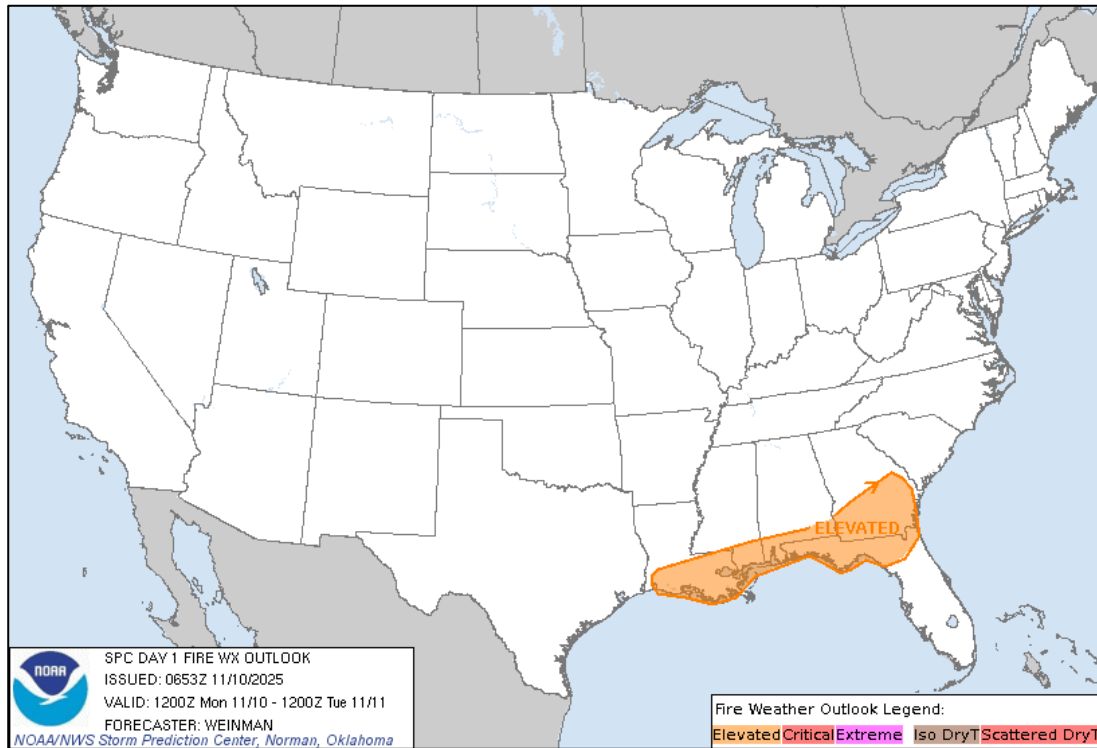 ELEVATED
NOAA
SPC DAY 1 FIRE WX OUTLOOK
ISSUED: 0653Z 11/10/2025
VALID: 1200Z Mon 11/10 - 1200Z Tue 11/11
FORECASTER: WEINMAN
NOAA/NWS Storm Prediction Center, Norman, Oklahoma
Fire Weather Outlook Legend:
Elevated Critical Extreme Iso DryT Scattered DryT